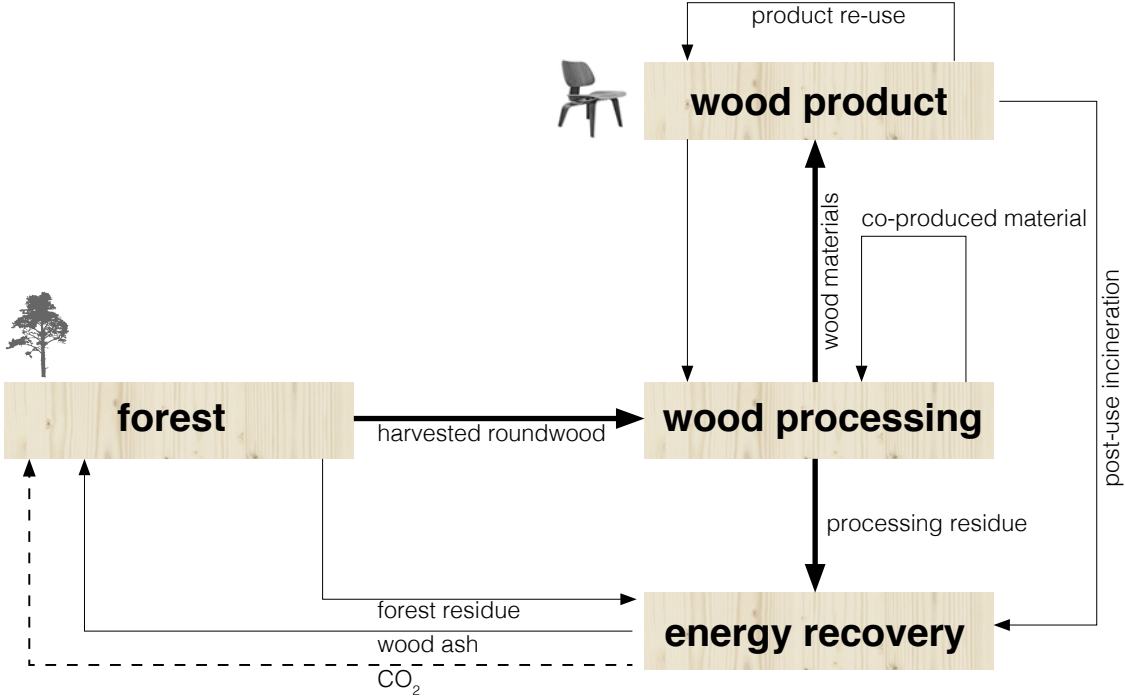 product re-use
wood product
wood materials
co-produced material
post-use incineration
forest
harvested roundwood
wood processing
processing residue
forest residue
energy recovery
wood ash
CO₂